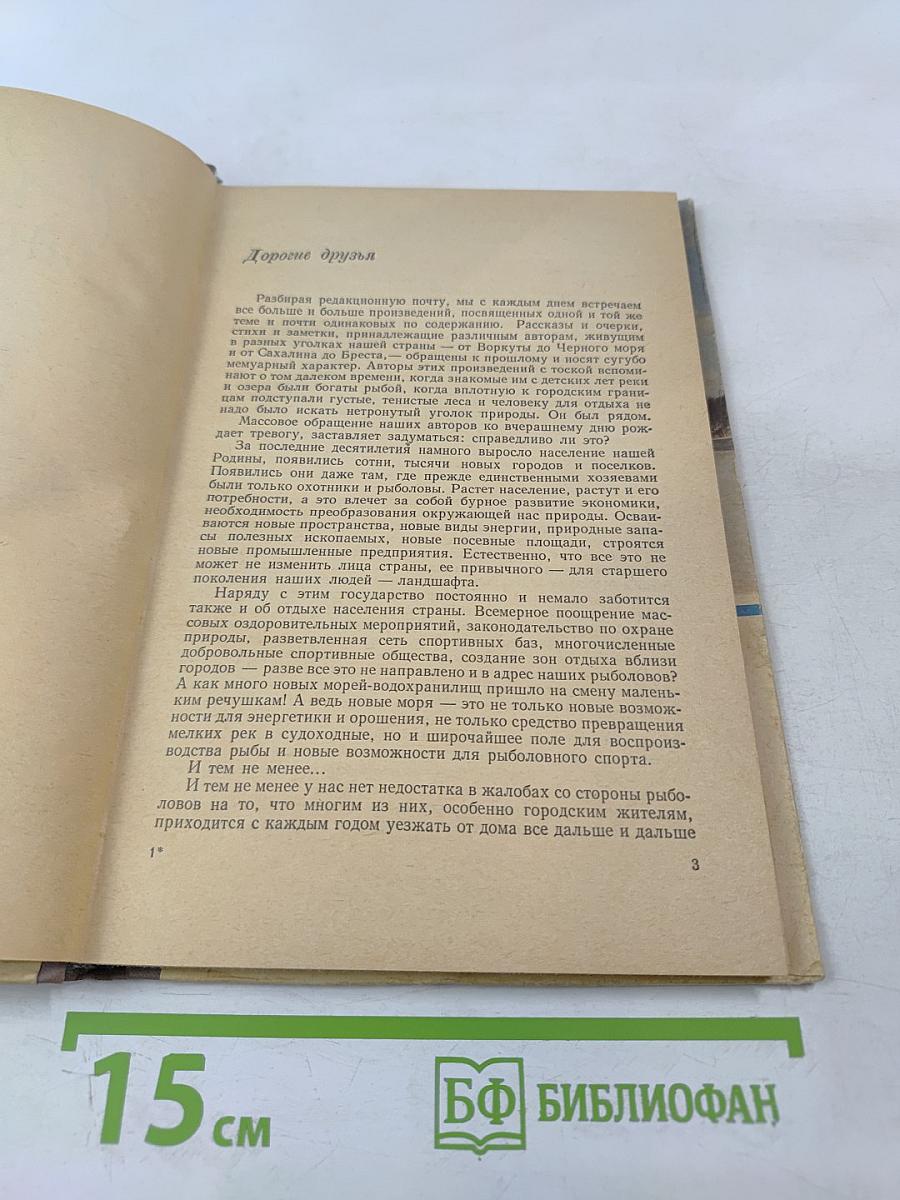 Дорогие друзья
Разбирая редакционную почту, мы с каждым днем встречаем
все больше и больше произведений, посвященных одной и той же
теме и почти одинаковых по содержанию. Рассказы и очерки,
стихи и заметки, принадлежащие различным авторам, живущим
в разных уголках нашей страны — от Воркуты до Черного моря
и от Сахалина до Бреста,— обращены к прошлому и носят сугубо
мемуарный характер. Авторы этих произведений с тоской вспоми-
нают о том далеком времени, когда знакомые им с детских лет реки
и озера были богаты рыбой, когда вплотную к городским грани-
цам подступали густые, тенистые леса и человеку для отдыха не
надо было искать нетронутый уголок природы. Он был рядом.
Массовое обращение наших авторов ко вчерашнему дню рож-
дает тревогу, заставляет задуматься: справедливо ли это?
За последние десятилетия намного выросло население нашей
Родины, появились сотни, тысячи новых городов и поселков.
Появились они даже там, где прежде единственными хозяевами
были только охотники и рыболовы. Растет население, растут и его
потребности, а это влечет за собой бурное развитие экономики,
необходимость преобразования окружающей нас природы. Осваи-
ваются новые пространства, новые виды энергии, природные запа-
сы полезных ископаемых, новые посевные площади, строятся
новые промышленные предприятия. Естественно, что все это не
может не изменить лица страны, ее привычного — для старшего
поколения наших людей — ландшафта.
Наряду с этим государство постоянно и немало заботится
также и об отдыхе населения страны. Всемерное поощрение мас-
совых оздоровительных мероприятий, законодательство по охране
природы, разветвленная сеть спортивных баз, многочисленные
добровольные спортивные общества, создание зон отдыха вблизи
городов — разве все это не направлено и в адрес наших рыболовов?
А как много новых морей-водохранилищ пришло на смену малень-
ким речушкам! А ведь новые моря — это не только новые возмож-
ности для энергетики и орошения, не только средство превращения
мелких рек в судоходные, но и широчайшее поле для воспроиз-
водства рыбы и новые возможности для рыболовного спорта.
И тем не менее...
И тем не менее у нас нет недостатка в жалобах со стороны рыбо-
ловов на то, что многим из них, особенно городским жителям,
приходится с каждым годом уезжать от дома все дальше и дальше
1*
3
15 см
БФ БИБЛИОФАН